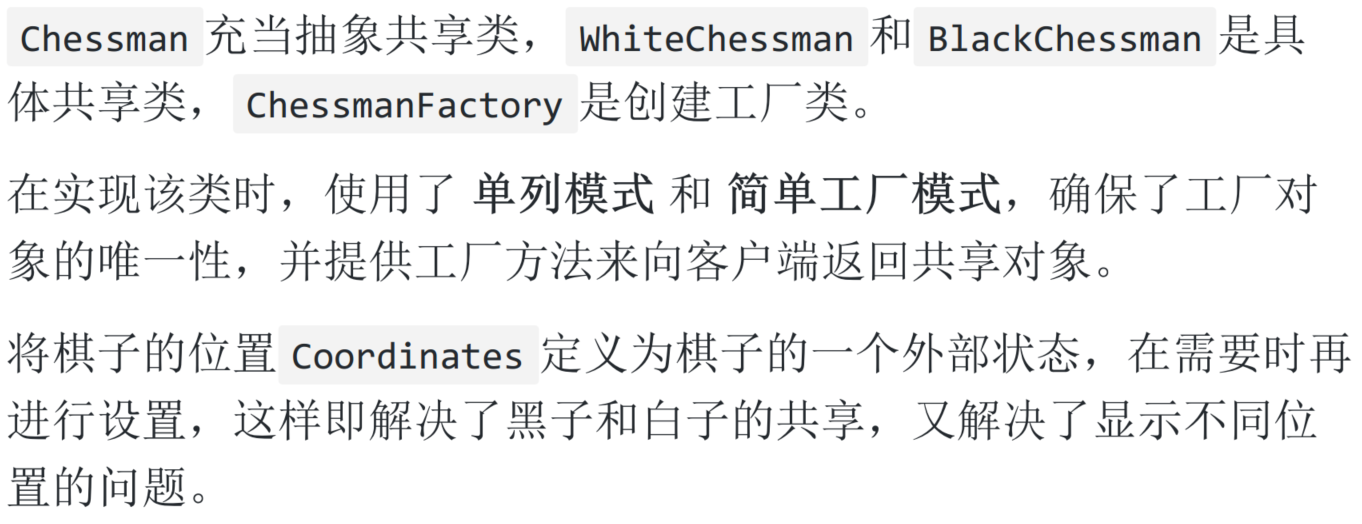 Chessman充当抽象共享类，WhiteChessman和BlackChessman是具
体共享类，ChessmanFactory是创建工厂类。
在实现该类时，使用了 单列模式 和 简单工厂模式，确保了工厂对
象的唯一性，并提供工厂方法来向客户端返回共享对象。
将棋子的位置Coordinates定义为棋子的一个外部状态，在需要时再
进行设置，这样即解决了黑子和白子的共享，又解决了显示不同位
置的问题。